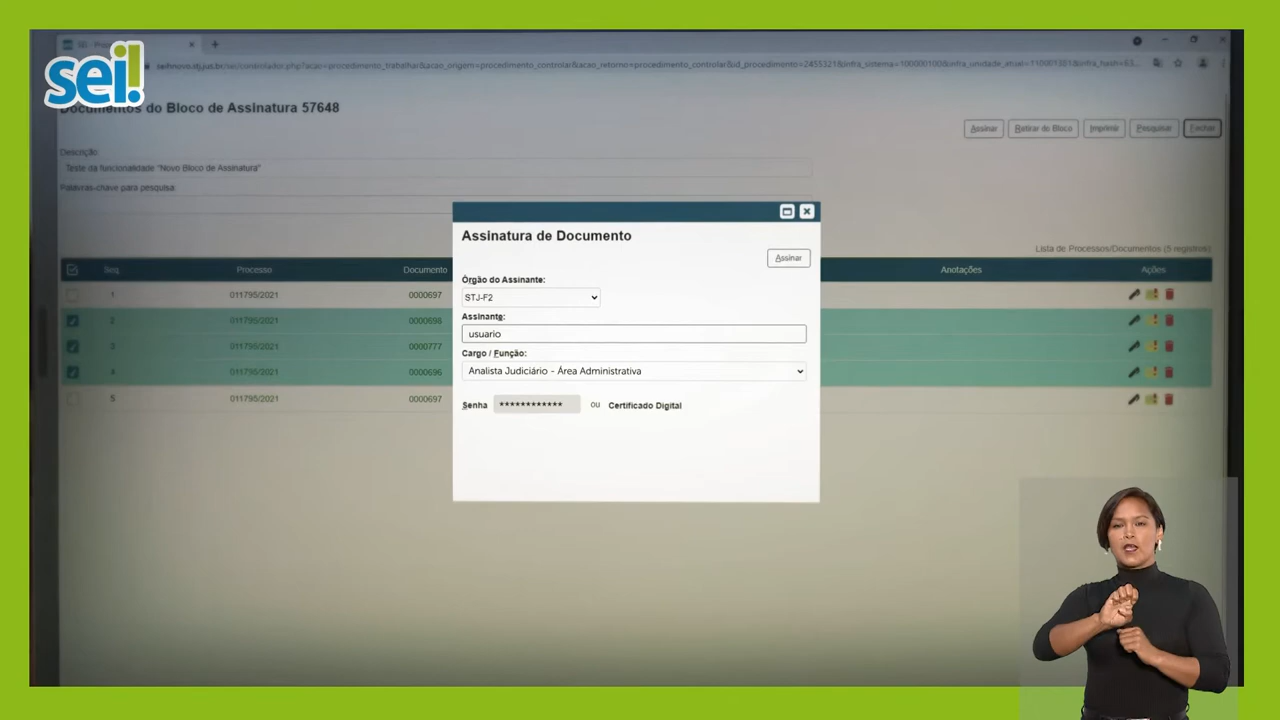 sei!
Documentos do Bloco de Assinatura 57648
Assinar Retirar do Bloco Imprimir Pesquisar Fechar
Descrição:
Teste da funcionalidade "Novo Bloco de Assinatura"
Palavras-chave para pesquisa:
Lista de Processos/Documentos (5 registros)
Seq. Processo Documento Anotações Ações
1 011795/2021 0000697
2 011795/2021 0000698
3 011795/2021 0000777
4 011795/2021 0000696
5 011795/2021 0000697
Assinatura de Documento
Assinar
Órgão do Assinante:
STJ-F2
Assinante:
usuario
Cargo / Função:
Analista Judiciário - Área Administrativa
Senha ************ ou Certificado Digital